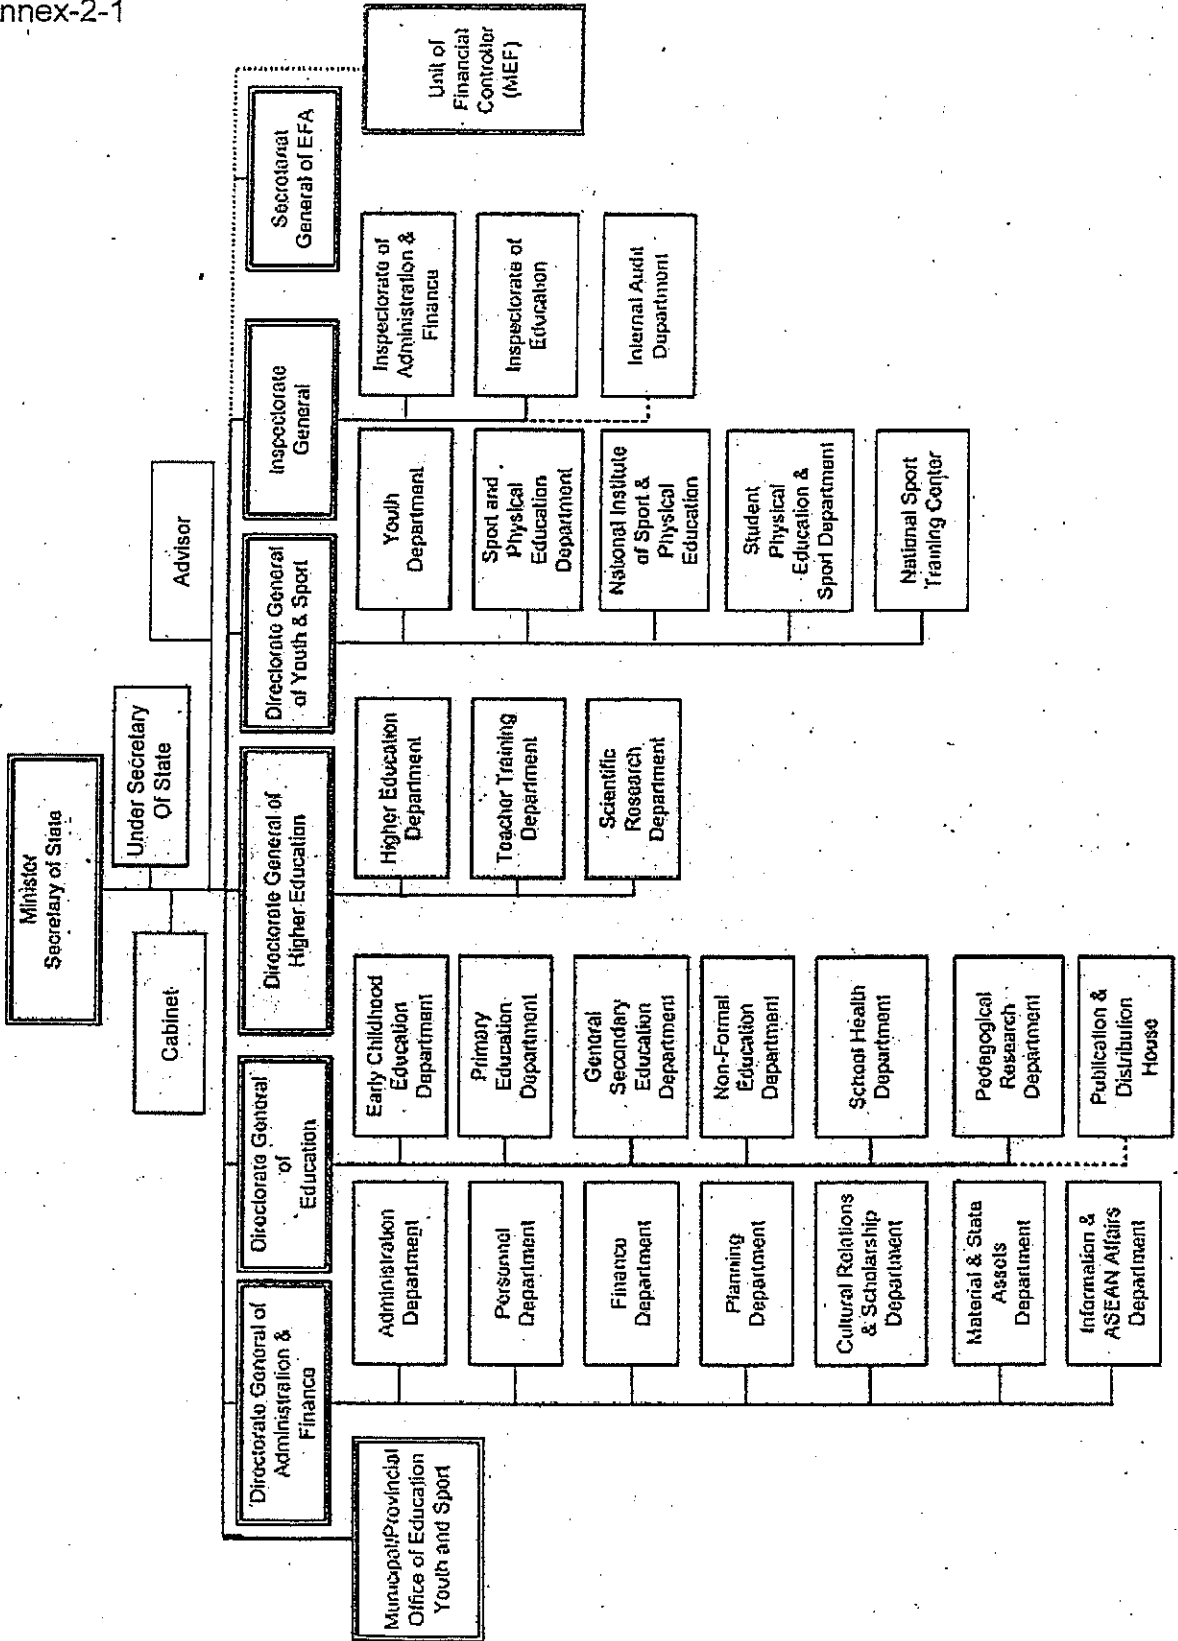 nnex-2-1
Minister
Secretary of State
Under Secretary
Of State
Cabinet
Advisor
Directorate General of
Administration &
Finance
Directorate General
of
Education
Directorate General of
Higher Education
Directorate General
of Youth & Sport
Inspectorate
General
Secretariat
General of EFA
Municipal/Provincial
Office of Education
Youth and Sport
Administration
Department
Personnel
Department
Finance
Department
Planning
Department
Cultural Relations
& Scholarship
Department
Material & State
Assets
Department
Information &
ASEAN Affairs
Department
Early Childhood
Education
Department
Primary
Education
Department
General
Secondary
Education
Department
Non-Formal
Education
Department
School Health
Department
Pedagogical
Research
Department
Publication &
Distribution
House
Higher Education
Department
Teacher Training
Department
Scientific
Research
Department
Youth
Department
Sport and
Physical
Education
Department
National Institute
of Sport &
Physical
Education
Student
Physical
Education &
Sport Department
National Sport
Training Center
Inspectorate of
Administration &
Finance
Inspectorate of
Education
Internal Audit
Dupartment
Unit of
Financial
Controller
(MEF)